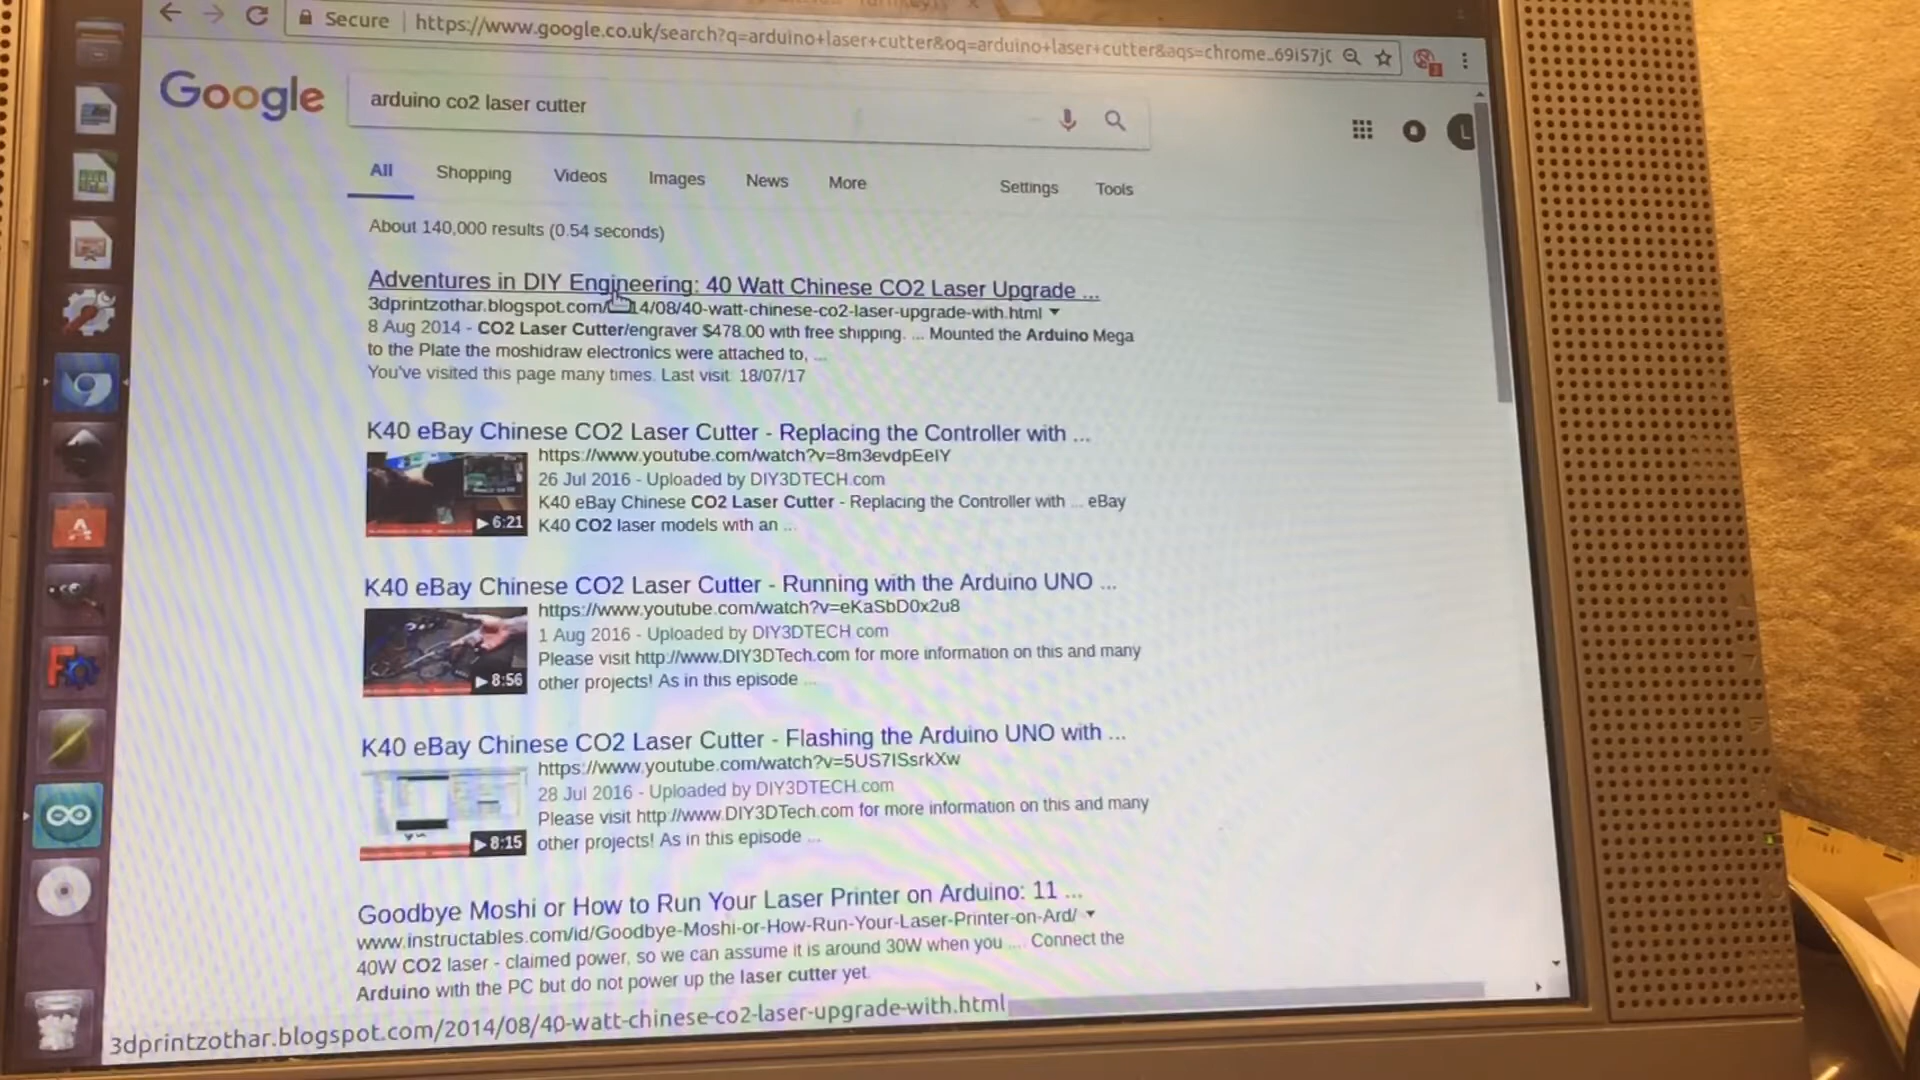 Secure https://www.google.co.uk/search?q=arduino+laser+cutter&oq=arduino+laser+cutter&aqs=chrome..69i57j0
Google arduino co2 laser cutter
L
All Shopping Videos Images News More Settings Tools
About 140,000 results (0.54 seconds)
Adventures in DIY Engineering: 40 Watt Chinese CO2 Laser Upgrade ...
3dprintzothar.blogspot.com/ 14/08/40-watt-chinese-co2-laser-upgrade-with.html
8 Aug 2014 - CO2 Laser Cutter/engraver $478.00 with free shipping. ... Mounted the Arduino Mega
to the Plate the moshidraw electronics were attached to, ...
You've visited this page many times. Last visit: 18/07/17
K40 eBay Chinese CO2 Laser Cutter - Replacing the Controller with ...
https://www.youtube.com/watch?v=8m3evdpEeIY
26 Jul 2016 - Uploaded by DIY3DTECH.com
K40 eBay Chinese CO2 Laser Cutter - Replacing the Controller with ... eBay
K40 CO2 laser models with an ...
6:21
K40 eBay Chinese CO2 Laser Cutter - Running with the Arduino UNO ...
https://www.youtube.com/watch?v=eKaSbD0x2u8
1 Aug 2016 - Uploaded by DIY3DTECH.com
Please visit http://www.DIY3DTech.com for more information on this and many
other projects! As in this episode ...
8:56
K40 eBay Chinese CO2 Laser Cutter - Flashing the Arduino UNO with ...
https://www.youtube.com/watch?v=5US7ISsrkXw
28 Jul 2016 - Uploaded by DIY3DTECH.com
Please visit http://www.DIY3DTech.com for more information on this and many
other projects! As in this episode ...
8:15
Goodbye Moshi or How to Run Your Laser Printer on Arduino: 11 ...
www.instructables.com/id/Goodbye-Moshi-or-How-Run-Your-Laser-Printer-on-Ard/
40W CO2 laser - claimed power, so we can assume it is around 30W when you .... Connect the
Arduino with the PC but do not power up the laser cutter yet.
3dprintzothar.blogspot.com/2014/08/40-watt-chinese-co2-laser-upgrade-with.html